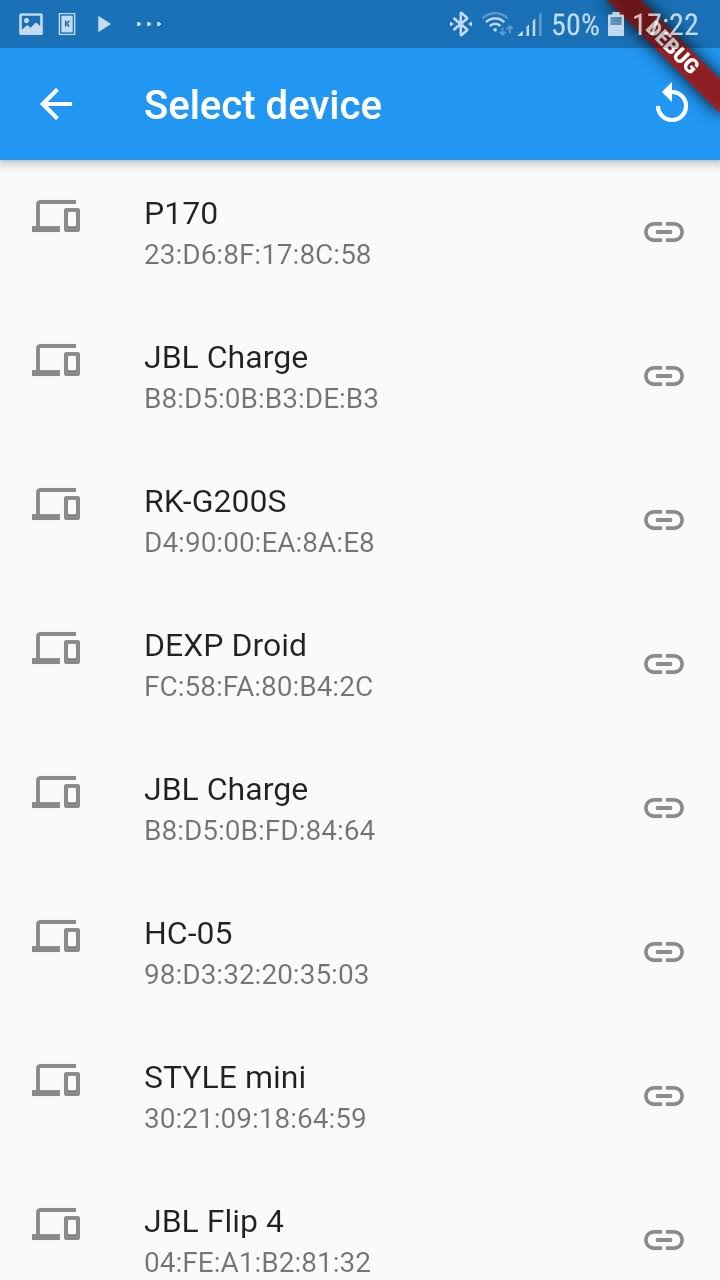 50% 17:22
DEBUG
Select device
P170
23:D6:8F:17:8C:58
JBL Charge
B8:D5:0B:B3:DE:B3
RK-G200S
D4:90:00:EA:8A:E8
DEXP Droid
FC:58:FA:80:B4:2C
JBL Charge
B8:D5:0B:FD:84:64
HC-05
98:D3:32:20:35:03
STYLE mini
30:21:09:18:64:59
JBL Flip 4
04:FE:A1:B2:81:32